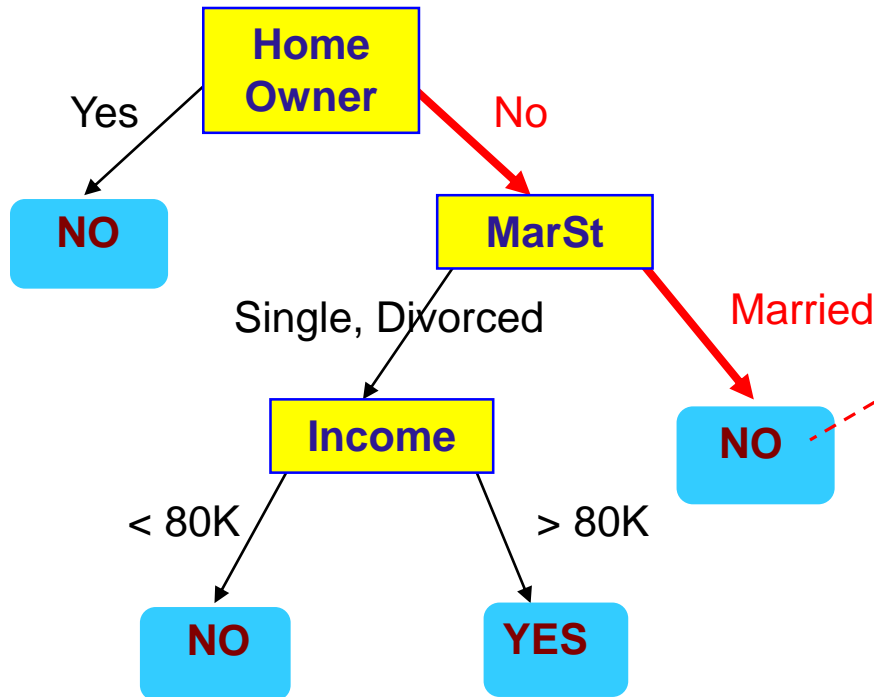 Home
Owner
Yes
No
NO
MarSt
Single, Divorced
Married
Income
NO
< 80K
> 80K
NO
YES